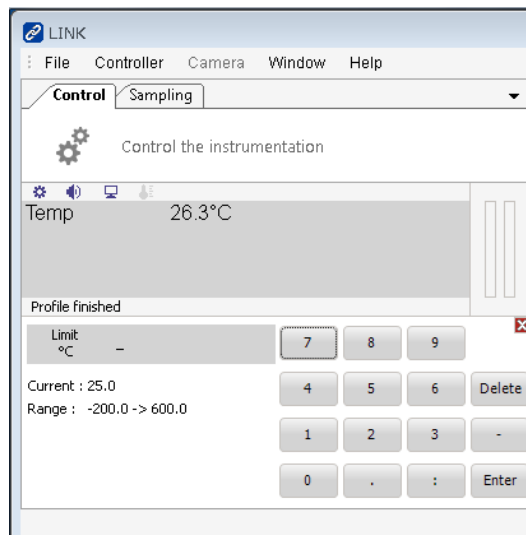 LINK
File Controller Camera Window Help
Control Sampling
Control the instrumentation
Temp 26.3°C
Profile finished
Limit
°C _
Current : 25.0
Range : -200.0 -> 600.0
7 8 9
4 5 6 Delete
1 2 3 -
0 . : Enter